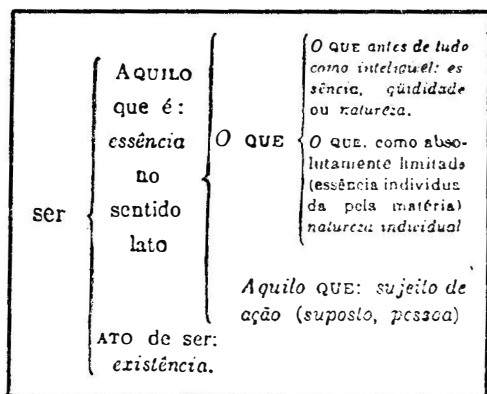 ser
AQUILO
que é:
essência
no
sentido
lato
O QUE
O QUE antes de tudo
como inteligível: es
sência, qüididade
ou natureza.
O QUE, como abso-
lutamente limitado
(essência individua
da pela matéria)
natureza individual
Aquilo QUE: sujeito de
ação (suposto, pessoa)
ATO de ser:
existência.